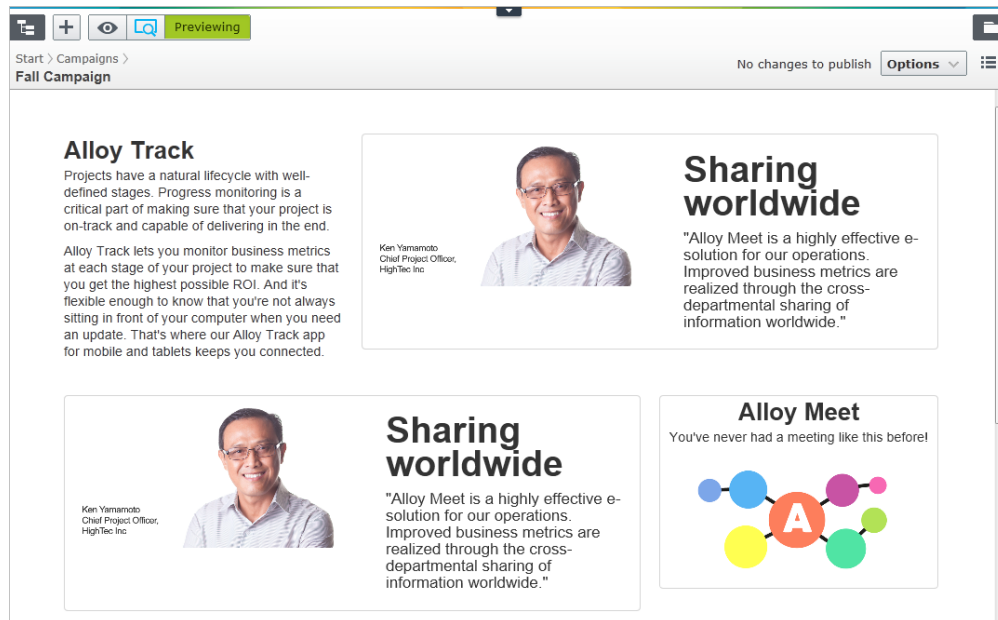 Previewing
Start > Campaigns >
Fall Campaign
No changes to publish
Options
Alloy Track
Projects have a natural lifecycle with well-
defined stages. Progress monitoring is a
critical part of making sure that your project is
on-track and capable of delivering in the end.
Alloy Track lets you monitor business metrics
at each stage of your project to make sure that
you get the highest possible ROI. And it's
flexible enough to know that you're not always
sitting in front of your computer when you need
an update. That's where our Alloy Track app
for mobile and tablets keeps you connected.
Ken Yamamoto
Chief Project Officer,
HighTec Inc
Sharing
worldwide
"Alloy Meet is a highly effective e-
solution for our operations.
Improved business metrics are
realized through the cross-
departmental sharing of
information worldwide."
Ken Yamamoto
Chief Project Officer,
HighTec Inc
Sharing
worldwide
"Alloy Meet is a highly effective e-
solution for our operations.
Improved business metrics are
realized through the cross-
departmental sharing of
information worldwide."
Alloy Meet
You've never had a meeting like this before!
A